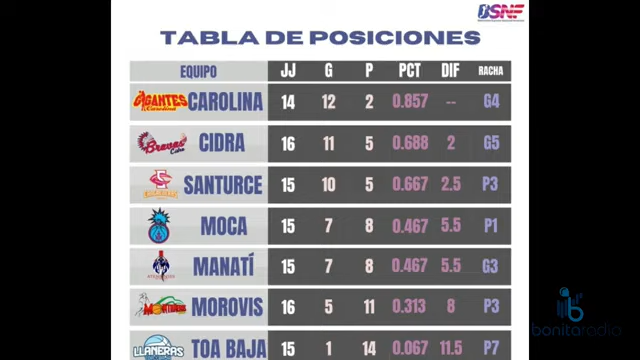 BSNF
TABLA DE POSICIONES
EQUIPO JJ G P PCT DIF RACHA
GIGANTES Carolina CAROLINA 14 12 2 0.857 -- G4
Bravas CIDRA 16 11 5 0.688 2 G5
SANTURCE 15 10 5 0.667 2.5 P3
MOCA 15 7 8 0.467 5.5 P1
MANATÍ 15 7 8 0.467 5.5 G3
MOROVIS 16 5 11 0.313 8 P3
LLANERAS TOA BAJA 15 1 14 0.067 11.5 P7
bonitaradio